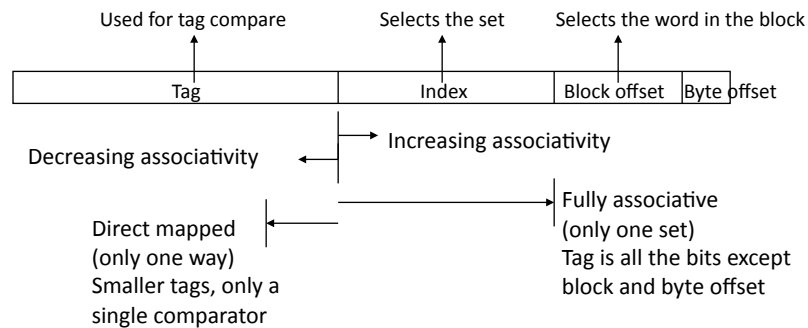 Used for tag compare
Selects the set
Selects the word in the block
Tag
Index
Block offset
Byte offset
Increasing associativity
Decreasing associativity
Fully associative
(only one set)
Tag is all the bits except
block and byte offset
Direct mapped
(only one way)
Smaller tags, only a
single comparator